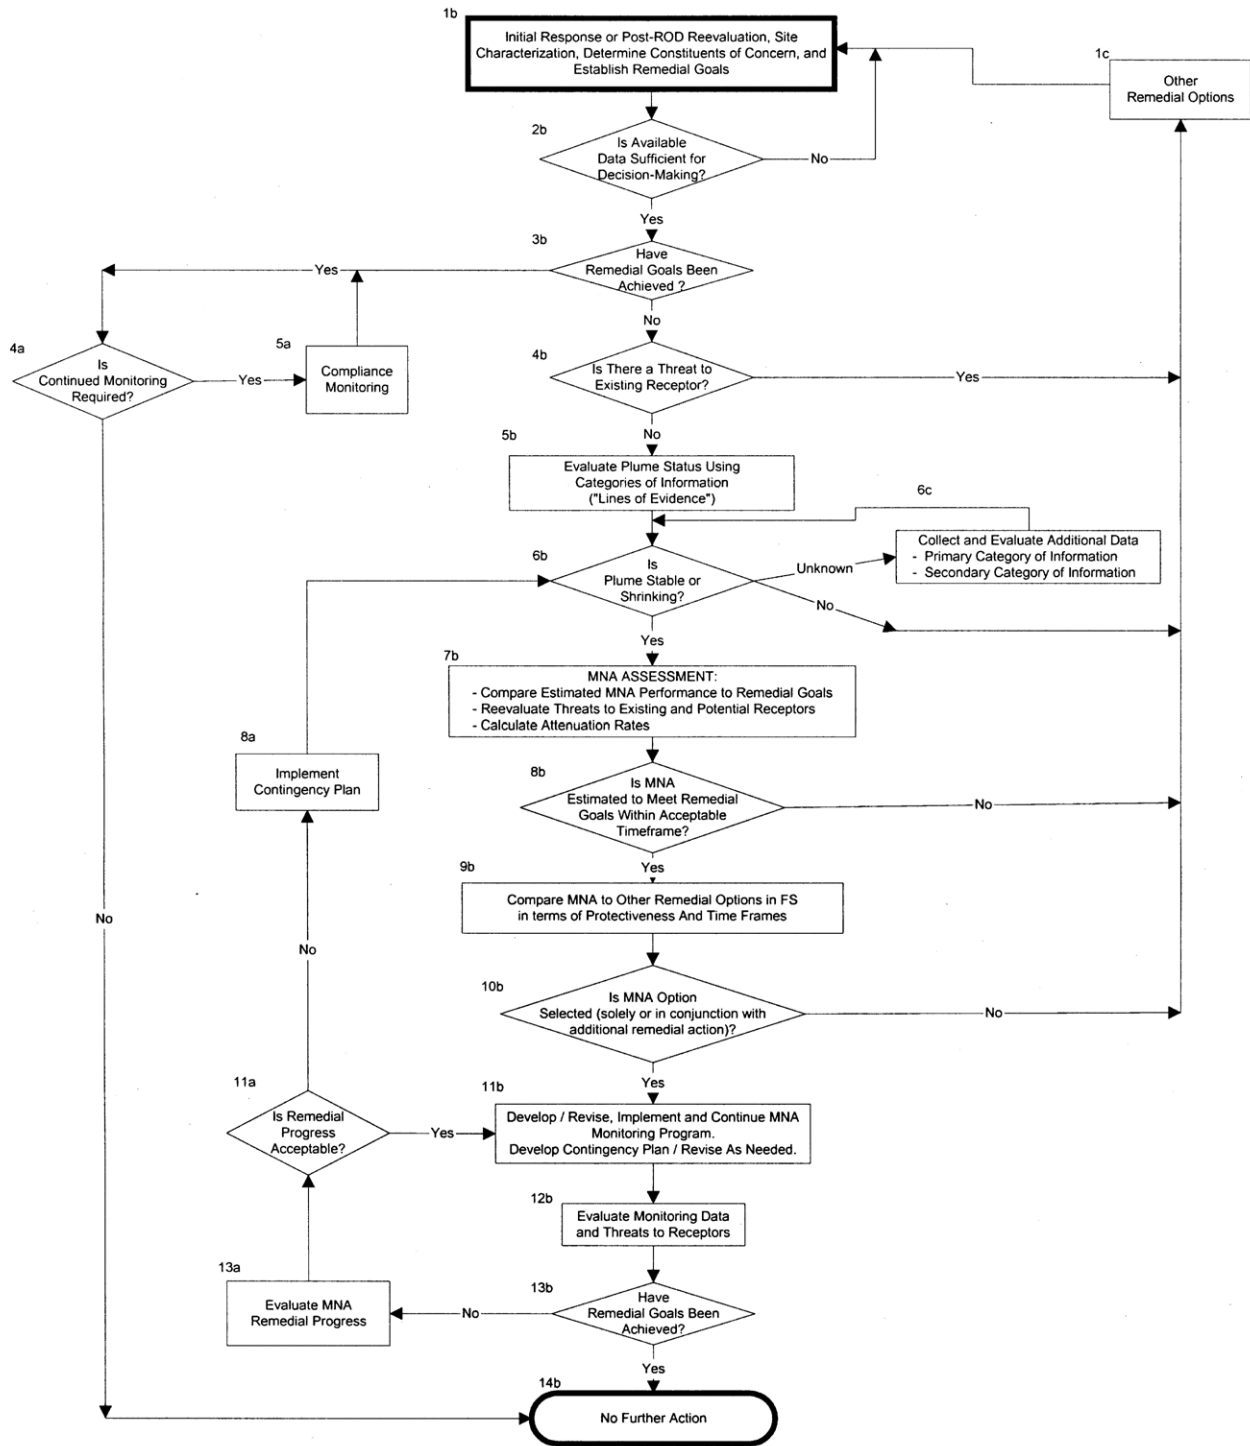 1b
Initial Response or Post-ROD Reevaluation, Site
Characterization, Determine Constituents of Concern, and
Establish Remedial Goals
1c
Other
Remedial Options
2b
Is Available
Data Sufficient for
Decision-Making?
No
Yes
3b
Have
Remedial Goals Been
Achieved ?
Yes
No
4a
Is
Continued Monitoring
Required?
Yes
5a
Compliance
Monitoring
4b
Is There a Threat to
Existing Receptor?
Yes
No
5b
Evaluate Plume Status Using
Categories of Information
("Lines of Evidence")
6c
Collect and Evaluate Additional Data
- Primary Category of Information
- Secondary Category of Information
6b
Is
Plume Stable or
Shrinking?
Unknown
No
Yes
7b
MNA ASSESSMENT:
- Compare Estimated MNA Performance to Remedial Goals
- Reevaluate Threats to Existing and Potential Receptors
- Calculate Attenuation Rates
8a
Implement
Contingency Plan
8b
Is MNA
Estimated to Meet Remedial
Goals Within Acceptable
Timeframe?
No
Yes
9b
Compare MNA to Other Remedial Options in FS
in terms of Protectiveness And Time Frames
No
No
10b
Is MNA Option
Selected (solely or in conjunction with
additional remedial action)?
No
Yes
11a
Is Remedial
Progress
Acceptable?
Yes
11b
Develop / Revise, Implement and Continue MNA
Monitoring Program.
Develop Contingency Plan / Revise As Needed.
12b
Evaluate Monitoring Data
and Threats to Receptors
13a
Evaluate MNA
Remedial Progress
13b
Have
Remedial Goals Been
Achieved?
No
Yes
14b
No Further Action